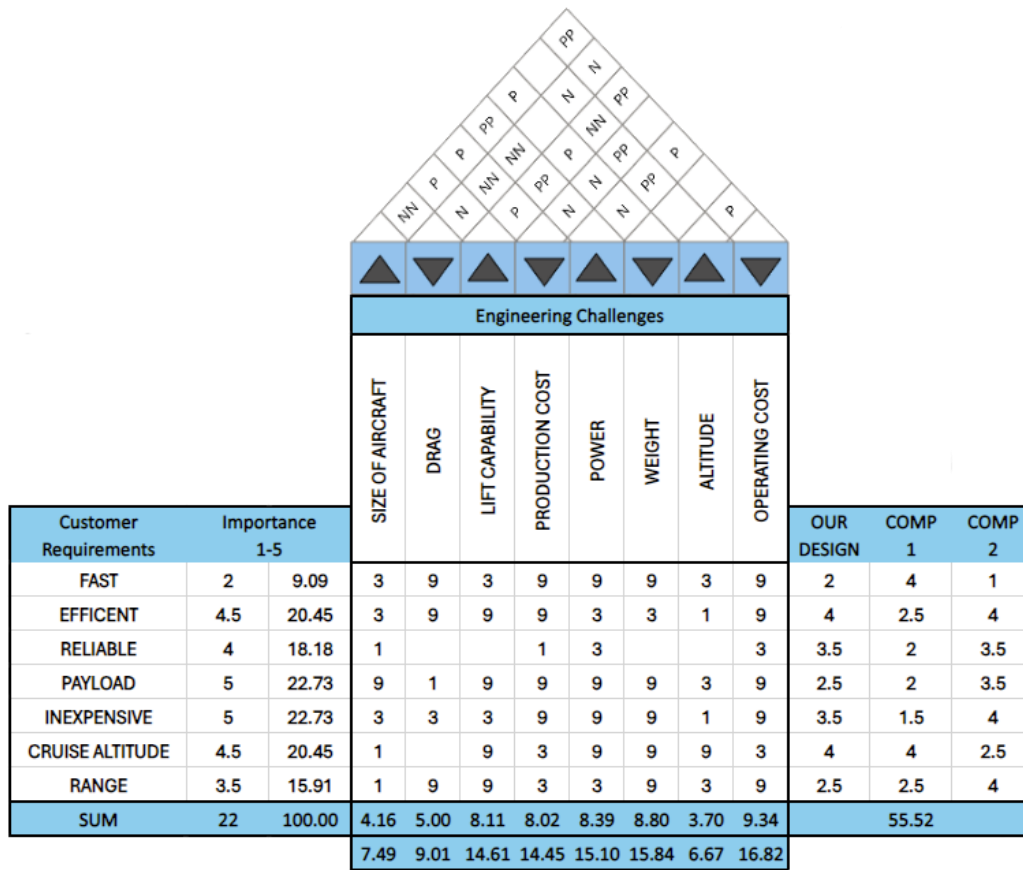 PP
N
P N PP
PP NN
P NN P PP P
P NN PP N PP
NN N P N N P
Engineering Challenges
SIZE OF AIRCRAFT
DRAG
LIFT CAPABILITY
PRODUCTION COST
POWER
WEIGHT
ALTITUDE
OPERATING COST
Customer Importance OUR COMP COMP
Requirements 1-5 DESIGN 1 2
FAST 2 9.09 3 9 3 9 9 9 3 9 2 4 1
EFFICENT 4.5 20.45 3 9 9 9 3 3 1 9 4 2.5 4
RELIABLE 4 18.18 1 1 3 3 3.5 2 3.5
PAYLOAD 5 22.73 9 1 9 9 9 9 3 9 2.5 2 3.5
INEXPENSIVE 5 22.73 3 3 3 9 9 9 1 9 3.5 1.5 4
CRUISE ALTITUDE 4.5 20.45 1 9 3 9 9 9 3 4 4 2.5
RANGE 3.5 15.91 1 9 9 3 3 9 3 9 2.5 2.5 4
SUM 22 100.00 4.16 5.00 8.11 8.02 8.39 8.80 3.70 9.34 55.52
7.49 9.01 14.61 14.45 15.10 15.84 6.67 16.82